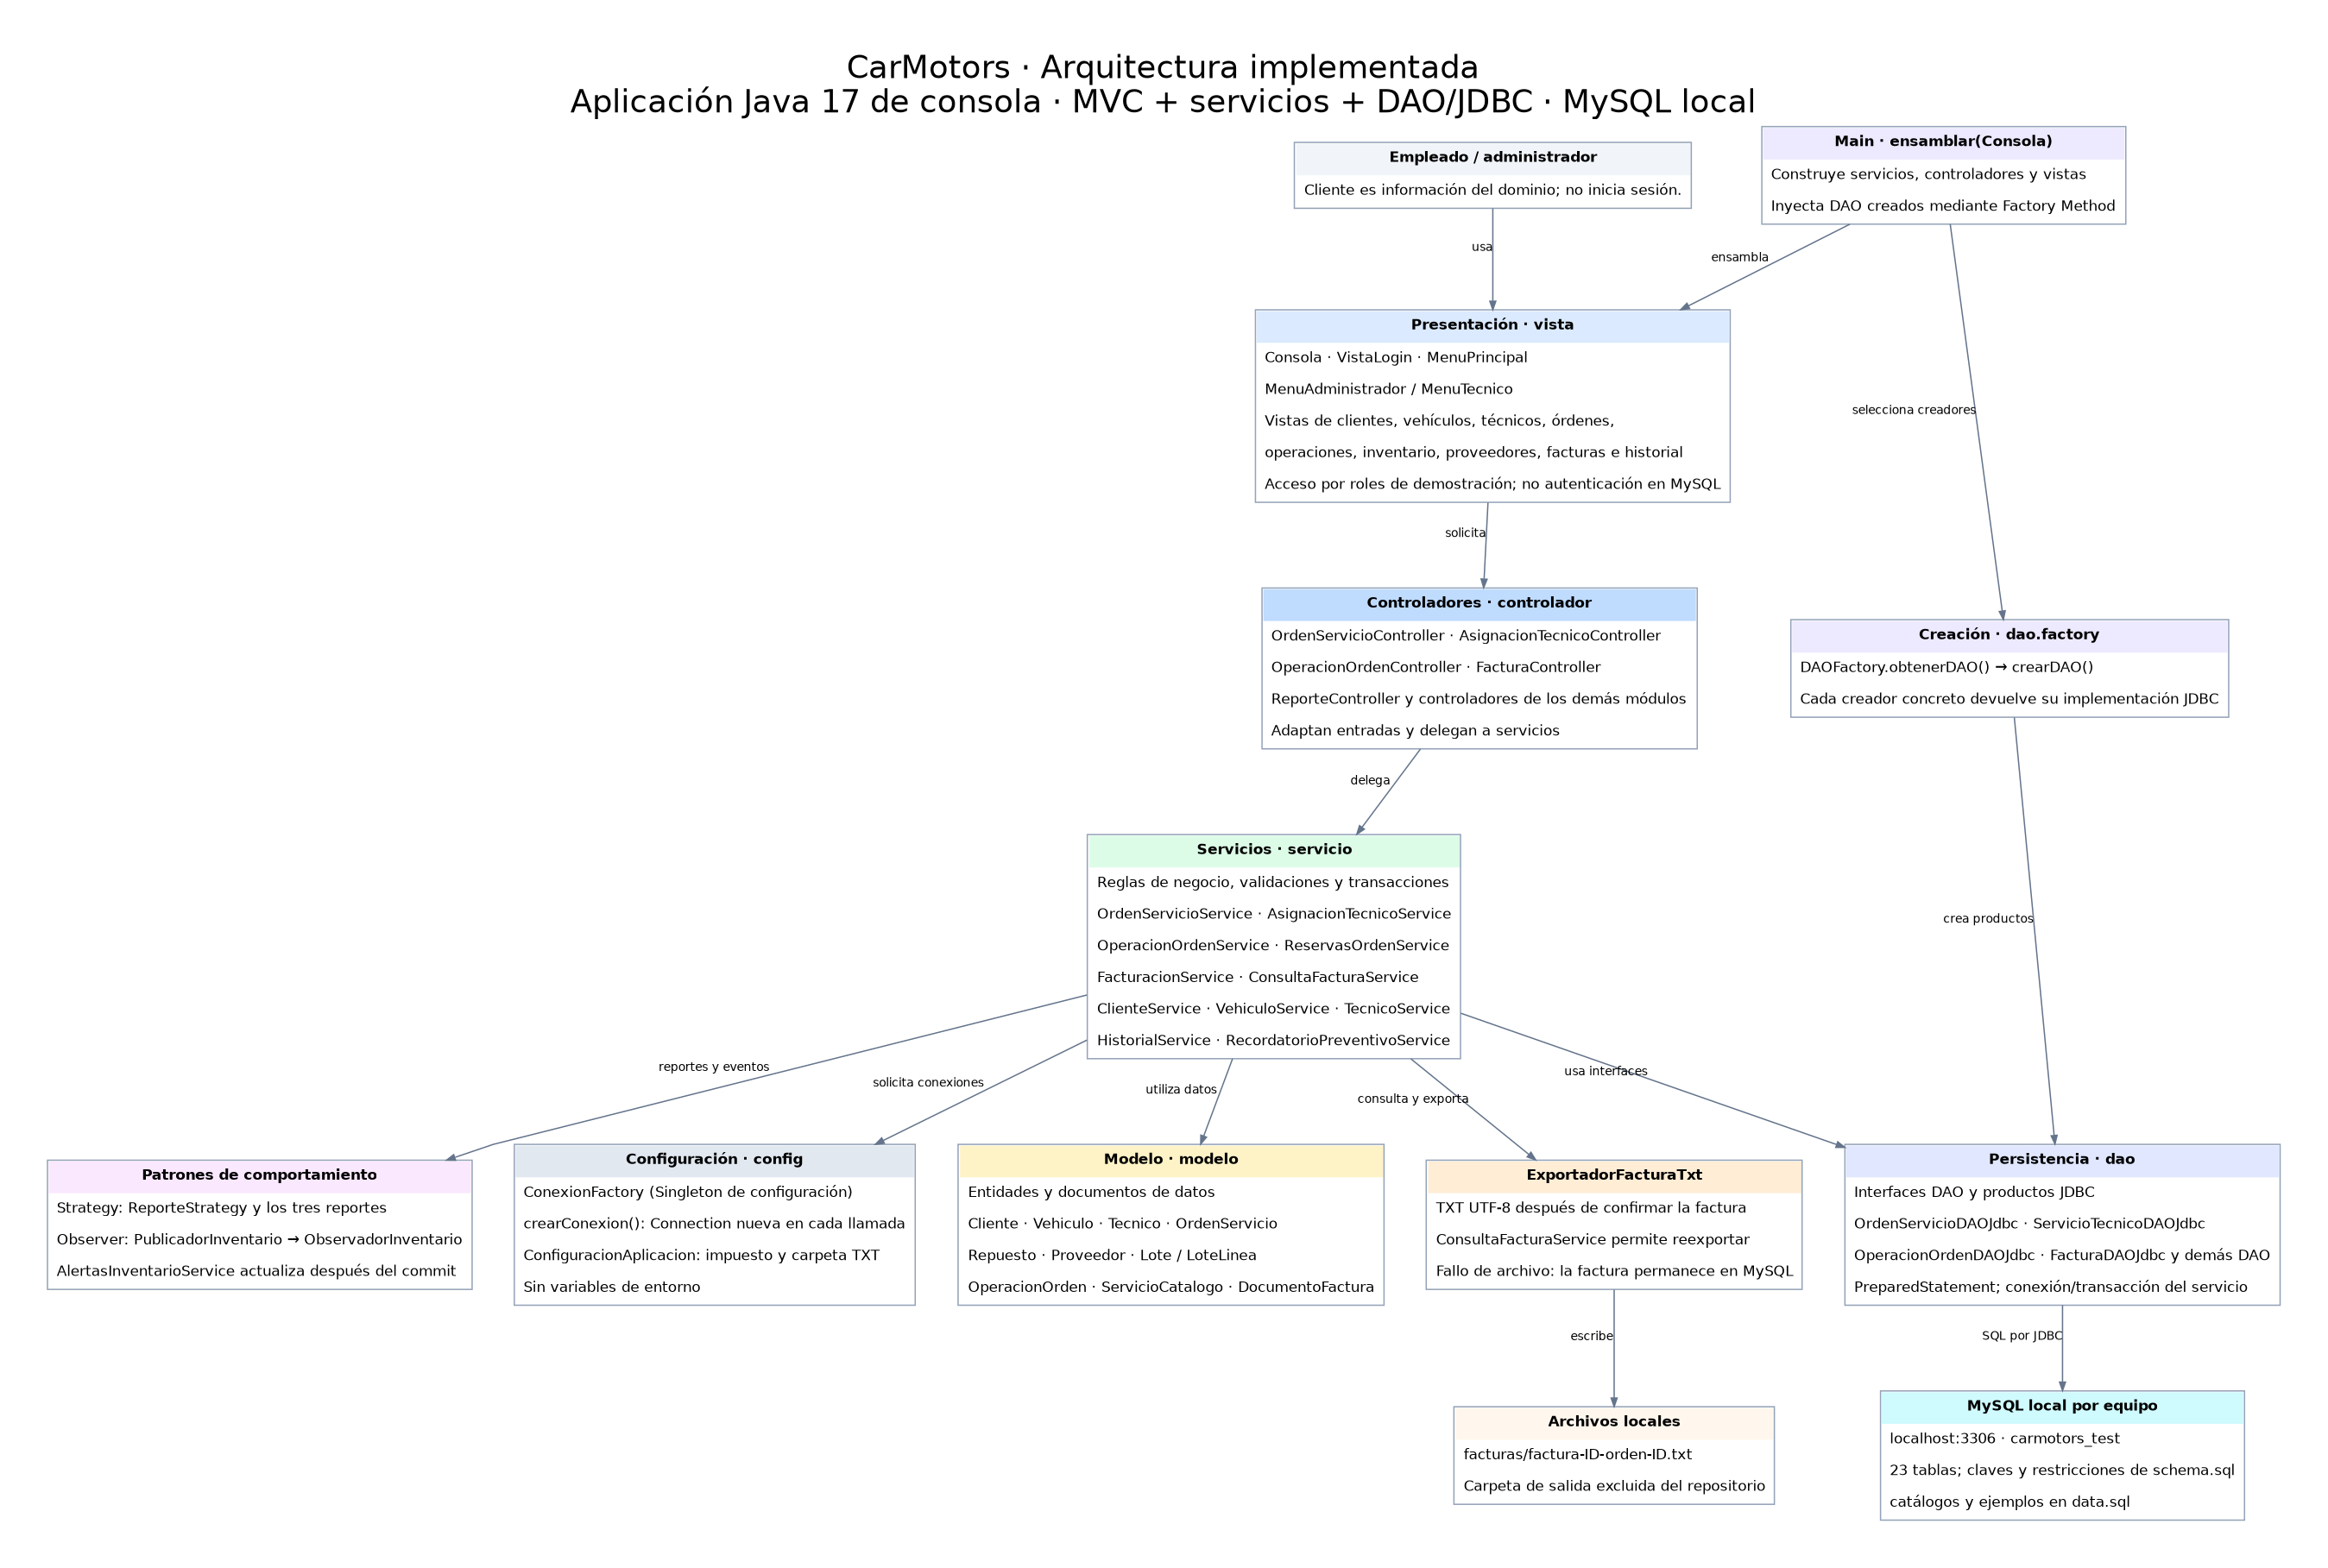 CarMotors · Arquitectura implementada
Aplicación Java 17 de consola · MVC + servicios + DAO/JDBC · MySQL local
Empleado / administrador
Cliente es información del dominio; no inicia sesión.
Main · ensamblar(Consola)
Construye servicios, controladores y vistas
Inyecta DAO creados mediante Factory Method
usa
ensambla
Presentación · vista
Consola · VistaLogin · MenuPrincipal
MenuAdministrador / MenuTecnico
Vistas de clientes, vehículos, técnicos, órdenes,
operaciones, inventario, proveedores, facturas e historial
Acceso por roles de demostración; no autenticación en MySQL
selecciona creadores
solicita
Controladores · controlador
OrdenServicioController · AsignacionTecnicoController
OperacionOrdenController · FacturaController
ReporteController y controladores de los demás módulos
Adaptan entradas y delegan a servicios
Creación · dao.factory
DAOFactory.obtenerDAO() → crearDAO()
Cada creador concreto devuelve su implementación JDBC
delega
Servicios · servicio
Reglas de negocio, validaciones y transacciones
OrdenServicioService · AsignacionTecnicoService
OperacionOrdenService · ReservasOrdenService
FacturacionService · ConsultaFacturaService
ClienteService · VehiculoService · TecnicoService
HistorialService · RecordatorioPreventivoService
crea productos
reportes y eventos
solicita conexiones
utiliza datos
consulta y exporta
usa interfaces
Patrones de comportamiento
Strategy: ReporteStrategy y los tres reportes
Observer: PublicadorInventario → ObservadorInventario
AlertasInventarioService actualiza después del commit
Configuración · config
ConexionFactory (Singleton de configuración)
crearConexion(): Connection nueva en cada llamada
ConfiguracionAplicacion: impuesto y carpeta TXT
Sin variables de entorno
Modelo · modelo
Entidades y documentos de datos
Cliente · Vehiculo · Tecnico · OrdenServicio
Repuesto · Proveedor · Lote / LoteLinea
OperacionOrden · ServicioCatalogo · DocumentoFactura
ExportadorFacturaTxt
TXT UTF-8 después de confirmar la factura
ConsultaFacturaService permite reexportar
Fallo de archivo: la factura permanece en MySQL
Persistencia · dao
Interfaces DAO y productos JDBC
OrdenServicioDAOJdbc · ServicioTecnicoDAOJdbc
OperacionOrdenDAOJdbc · FacturaDAOJdbc y demás DAO
PreparedStatement; conexión/transacción del servicio
escribe
SQL por JDBC
Archivos locales
facturas/factura-ID-orden-ID.txt
Carpeta de salida excluida del repositorio
MySQL local por equipo
localhost:3306 · carmotors_test
23 tablas; claves y restricciones de schema.sql
catálogos y ejemplos en data.sql